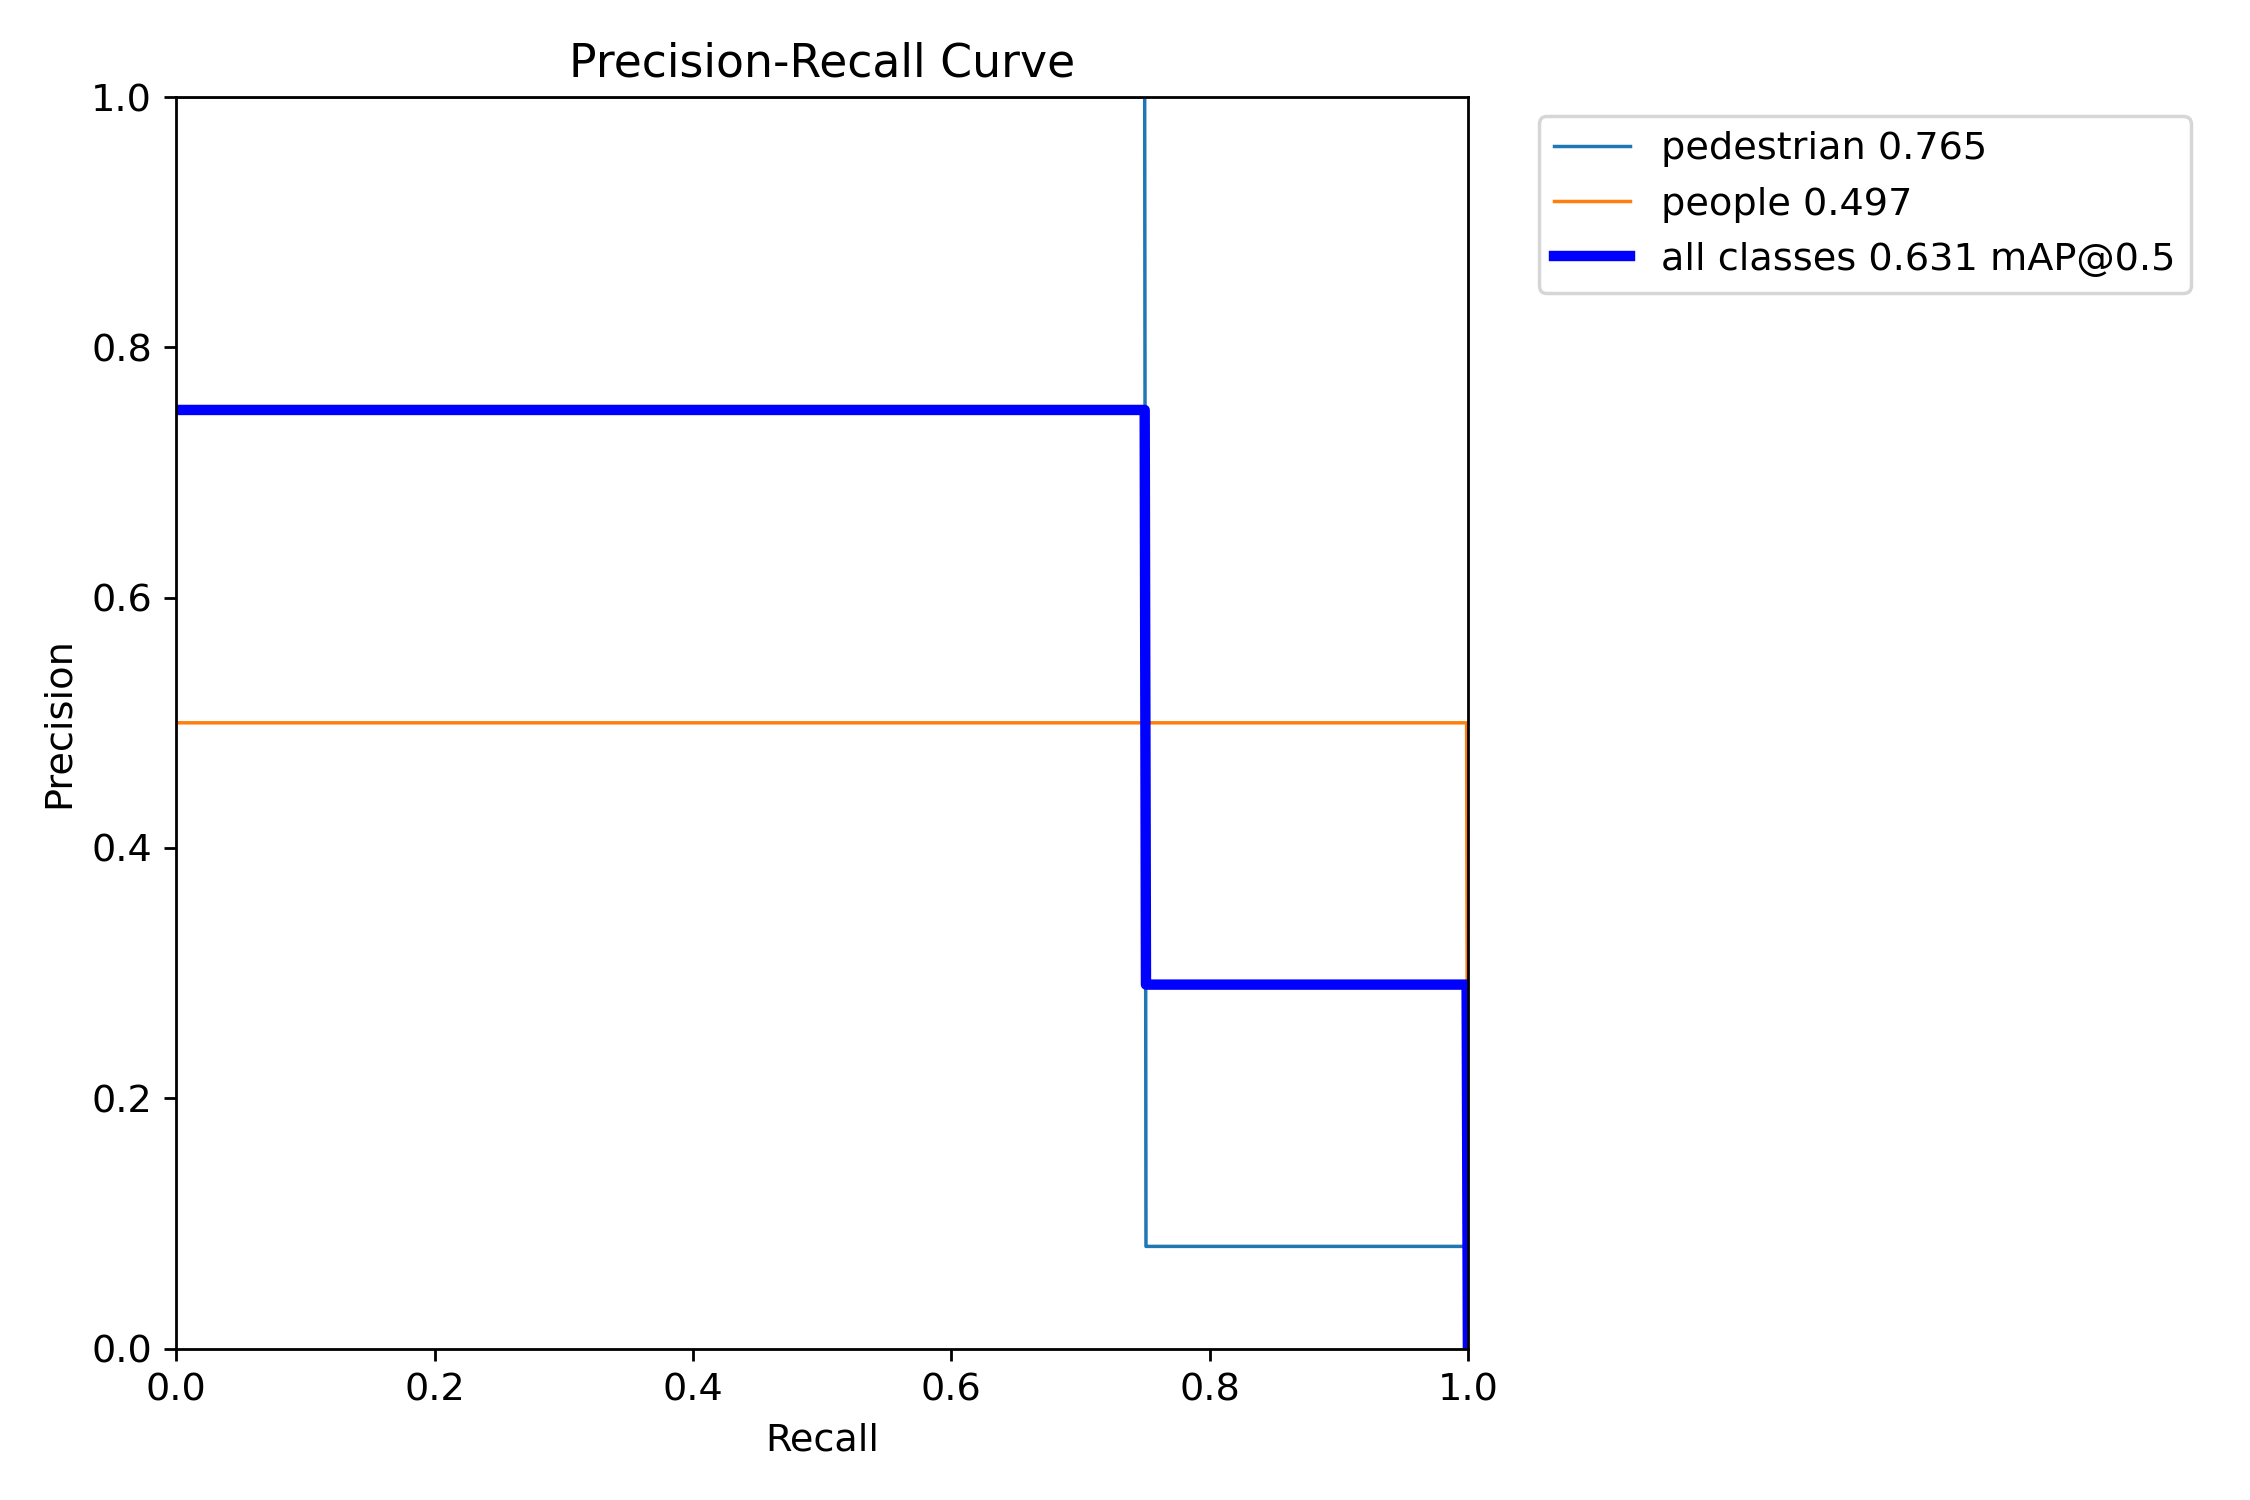 Precision-Recall Curve
1.0
0.8
0.6
0.4
0.2
0.0
Precision
0.0 0.2 0.4 0.6 0.8 1.0
Recall
pedestrian 0.765
people 0.497
all classes 0.631 mAP@0.5